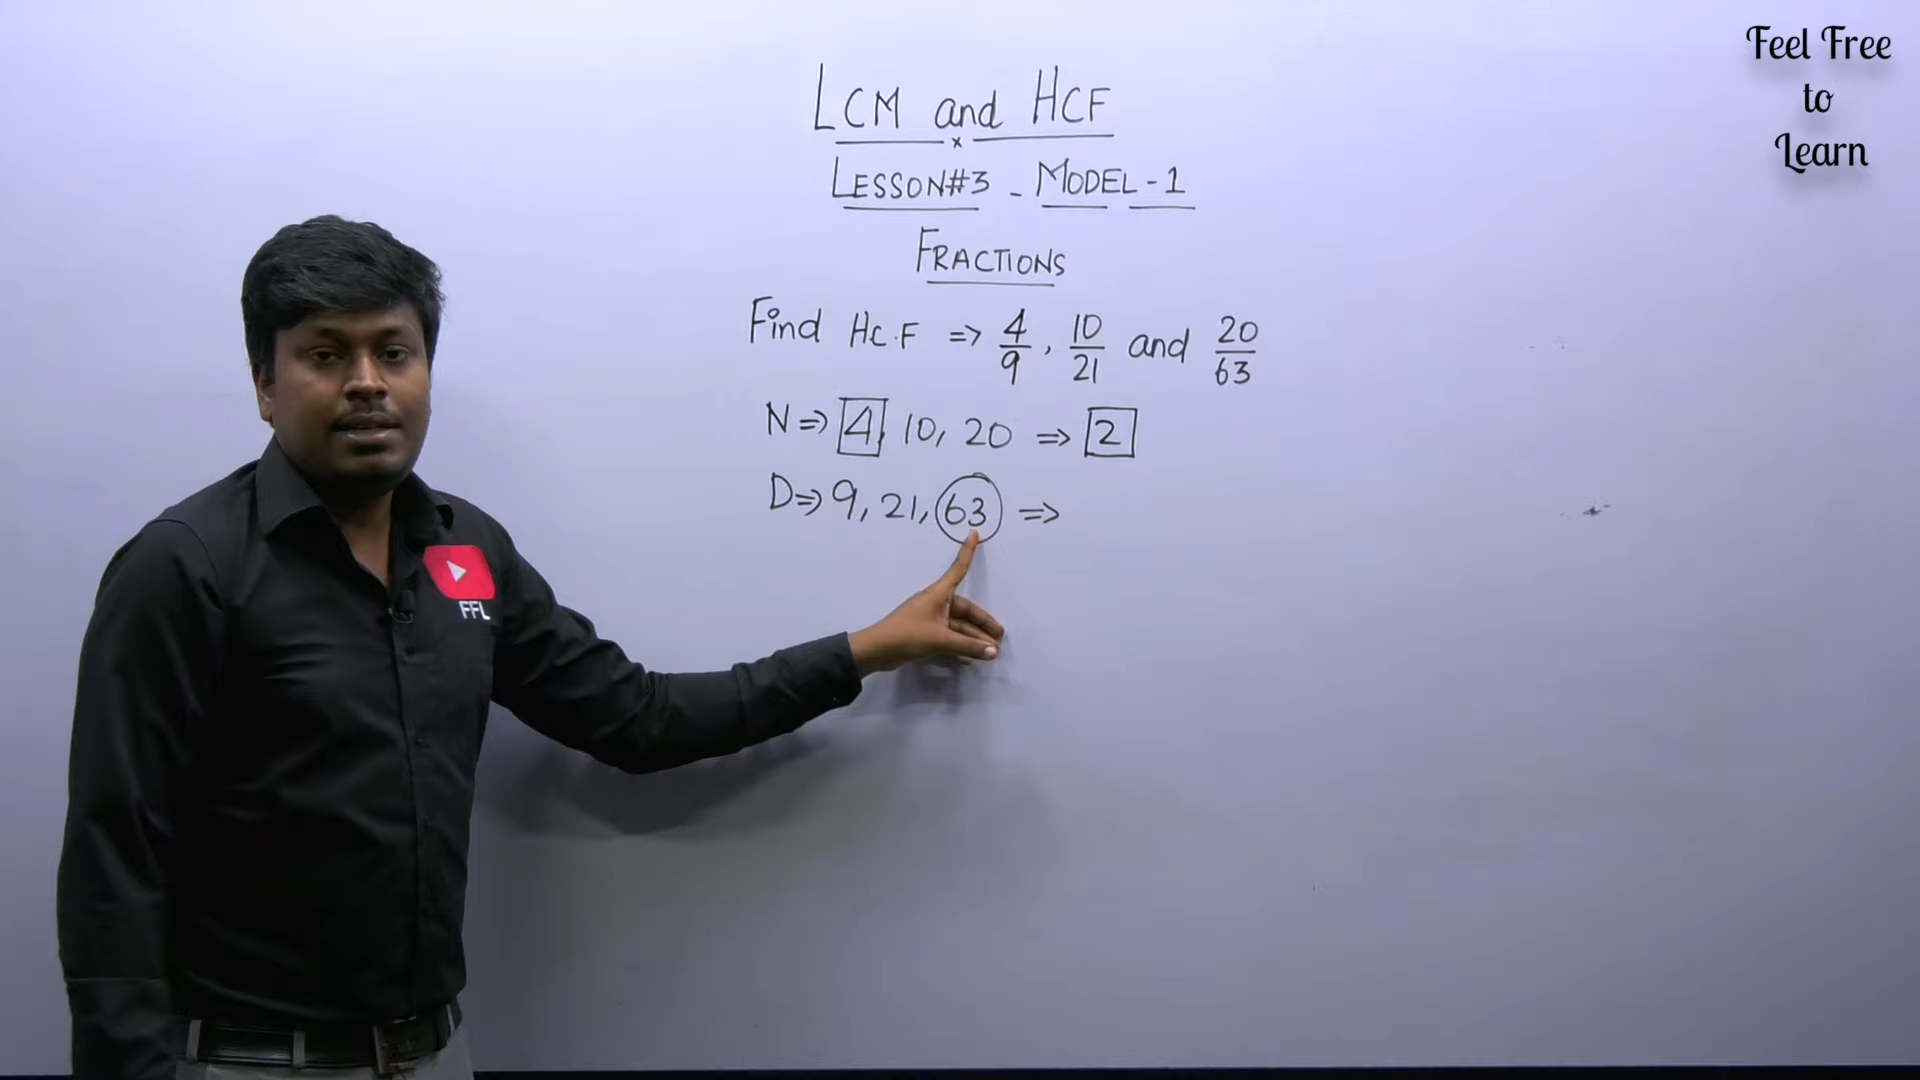 Feel Free
to
Learn
LCM and HCF
LESSON#3 - MODEL - 1
FRACTIONS
Find HC.F => 4/9, 10/21 and 20/63
N => 4, 10, 20 => 2
D => 9, 21, 63 =>
FFL